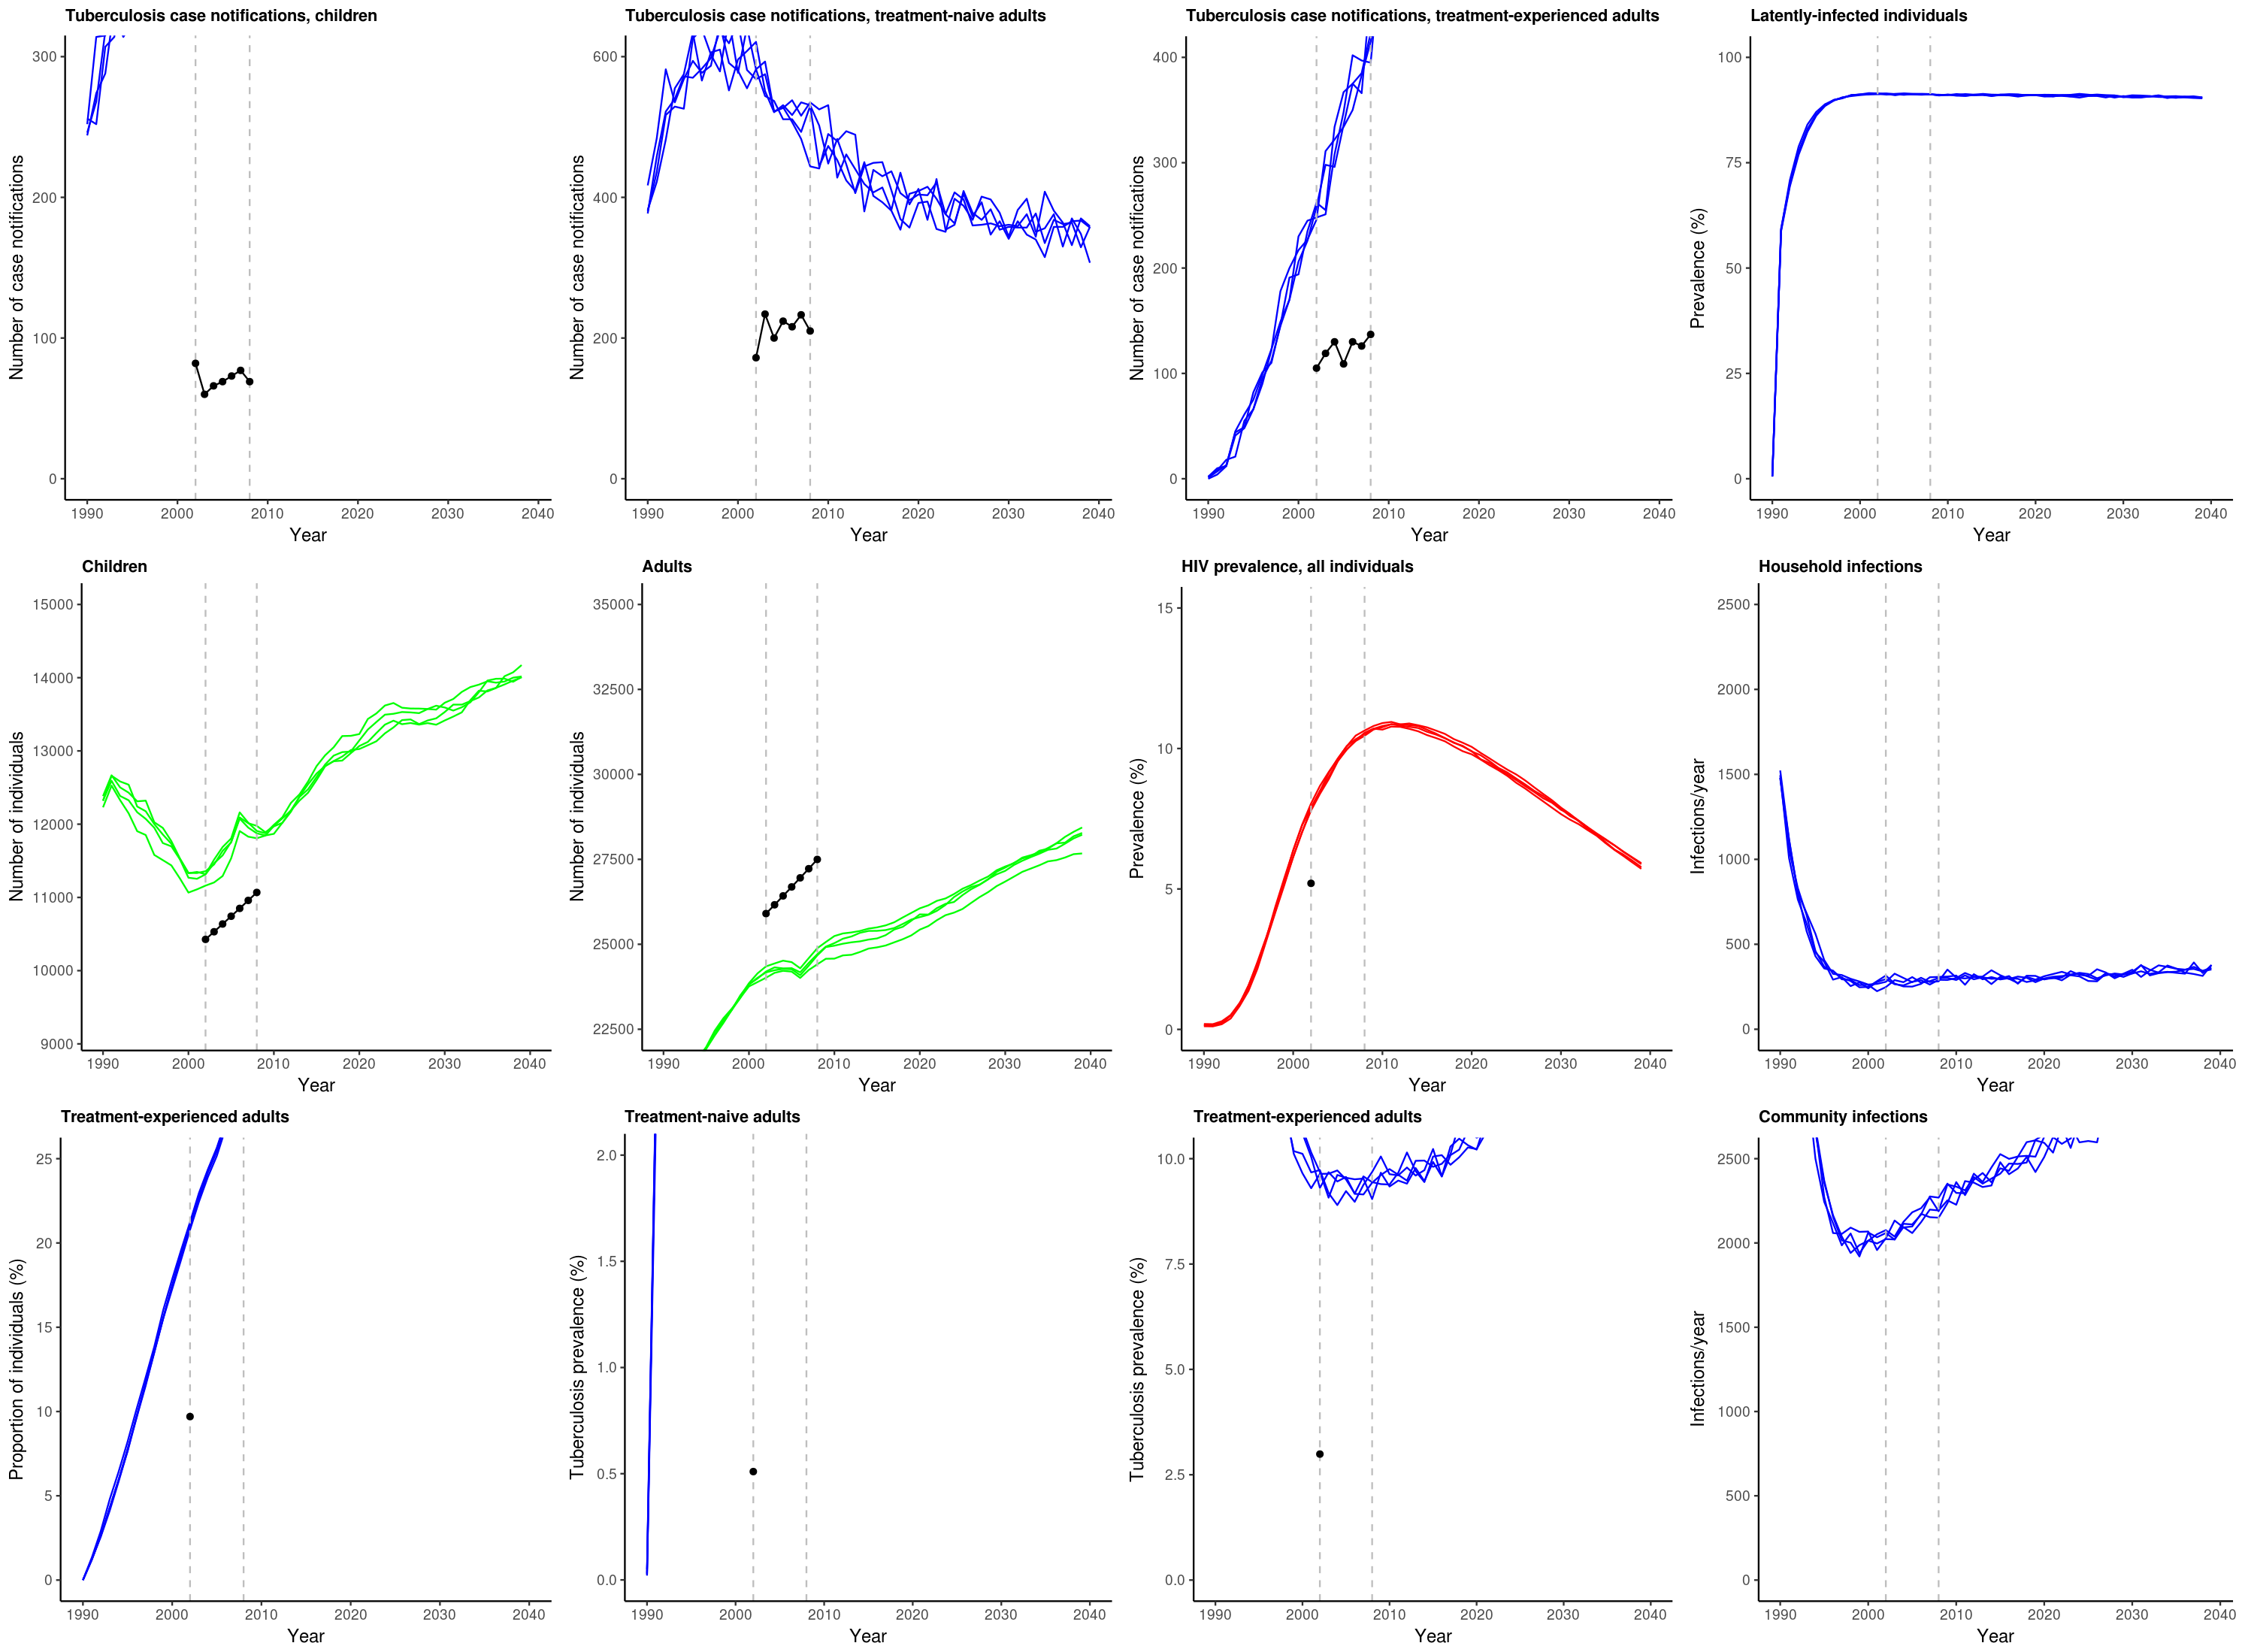 Tuberculosis case notifications, children
Number of case notifications
300
200
100
0
1990 2000 2010 2020 2030 2040
Year
Tuberculosis case notifications, treatment-naive adults
Number of case notifications
600
400
200
0
1990 2000 2010 2020 2030 2040
Year
Tuberculosis case notifications, treatment-experienced adults
Number of case notifications
400
300
200
100
0
1990 2000 2010 2020 2030 2040
Year
Latently-infected individuals
Prevalence (%)
100
75
50
25
0
1990 2000 2010 2020 2030 2040
Year
Children
Number of individuals
15000
14000
13000
12000
11000
10000
9000
1990 2000 2010 2020 2030 2040
Year
Adults
Number of individuals
35000
32500
30000
27500
25000
22500
1990 2000 2010 2020 2030 2040
Year
HIV prevalence, all individuals
Prevalence (%)
15
10
5
0
1990 2000 2010 2020 2030 2040
Year
Household infections
Infections/year
2500
2000
1500
1000
500
0
1990 2000 2010 2020 2030 2040
Year
Treatment-experienced adults
Proportion of individuals (%)
25
20
15
10
5
0
1990 2000 2010 2020 2030 2040
Year
Treatment-naive adults
Tuberculosis prevalence (%)
2.0
1.5
1.0
0.5
0.0
1990 2000 2010 2020 2030 2040
Year
Treatment-experienced adults
Tuberculosis prevalence (%)
10.0
7.5
5.0
2.5
0.0
1990 2000 2010 2020 2030 2040
Year
Community infections
Infections/year
2500
2000
1500
1000
500
0
1990 2000 2010 2020 2030 2040
Year